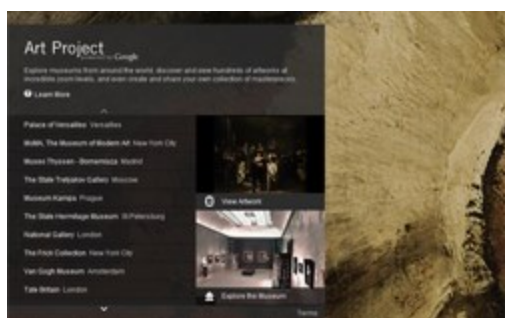 Art Project
powered by Google
Explore museums from around the world, discover and view hundreds of artworks at
incredible zoom levels, and even create and share your own collection of masterpieces.
Learn More
Palace of Versailles Versailles
MoMA, The Museum of Modern Art New York City
Museo Thyssen - Bornemisza Madrid
The State Tretyakov Gallery Moscow
Museum Kampa Prague
The State Hermitage Museum St Petersburg
National Gallery London
The Frick Collection New York City
Van Gogh Museum Amsterdam
Tate Britain London
View Artwork
Explore the Museum
Terms